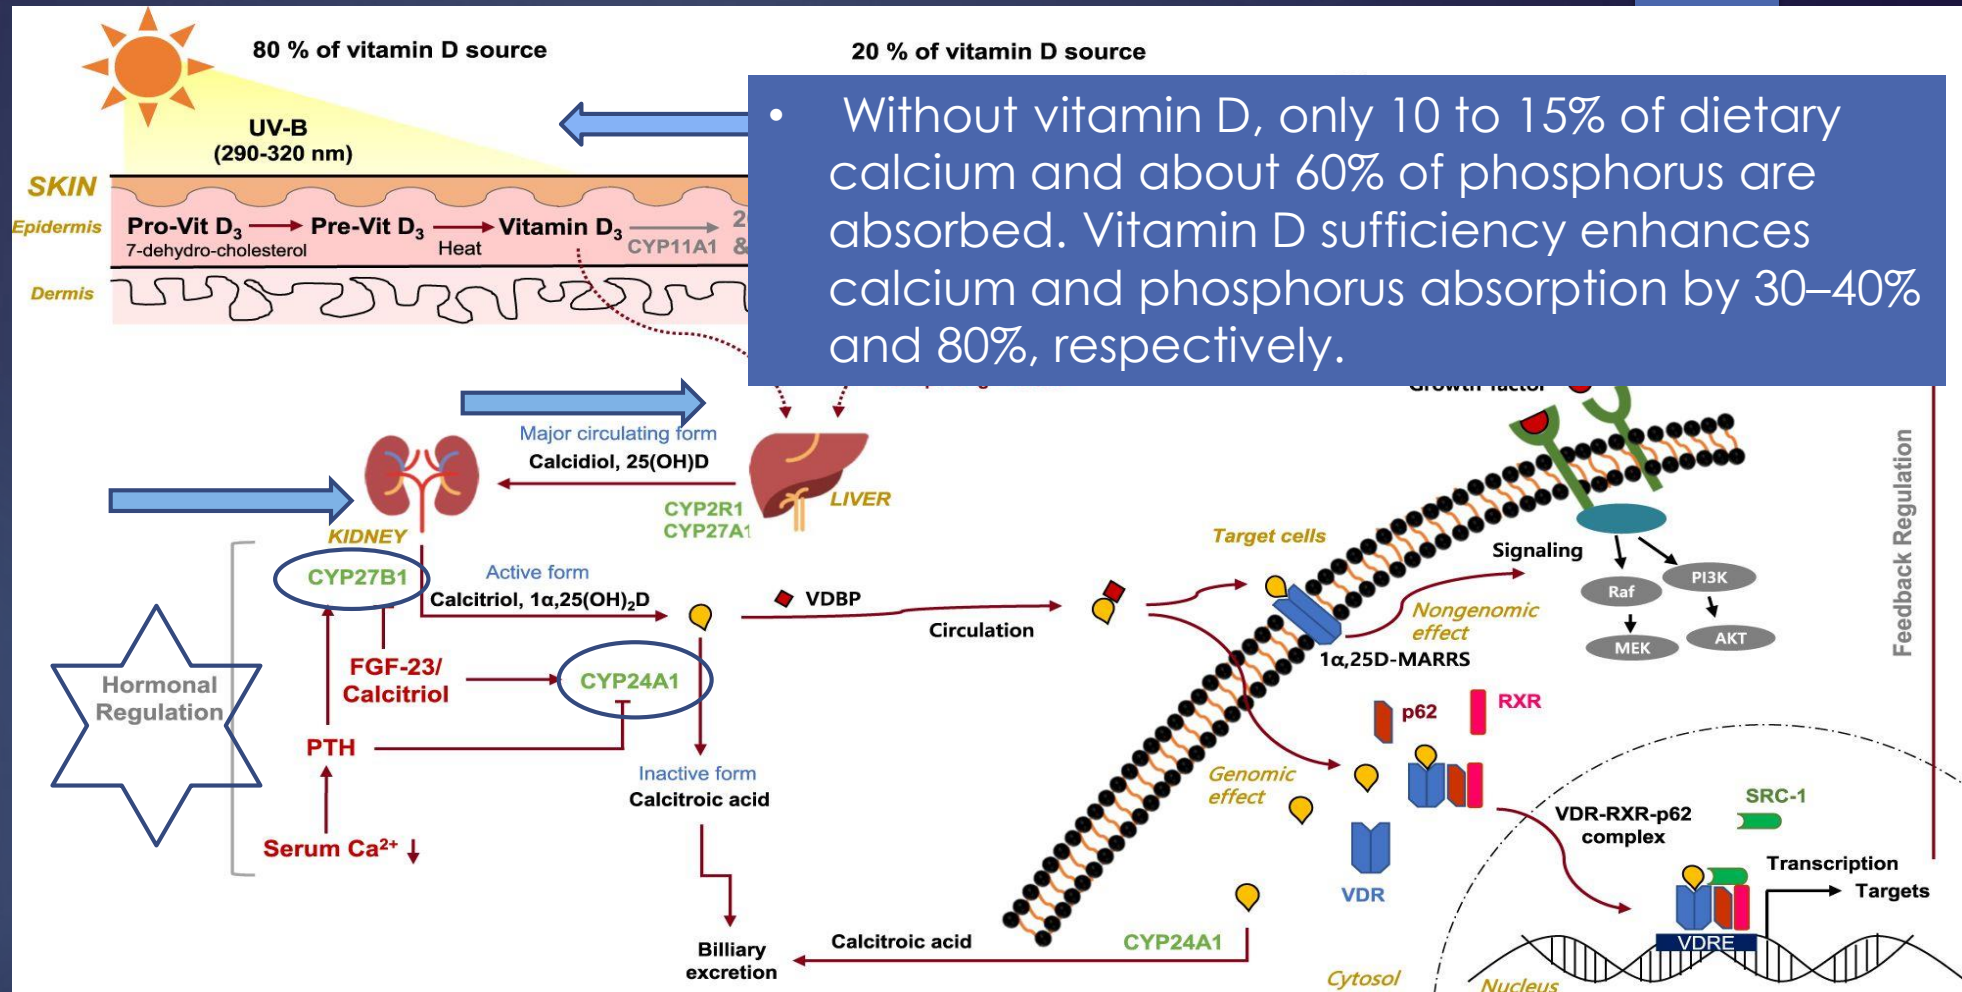 80 % of vitamin D source
20 % of vitamin D source
• Without vitamin D, only 10 to 15% of dietary
calcium and about 60% of phosphorus are
absorbed. Vitamin D sufficiency enhances
calcium and phosphorus absorption by 30–40%
and 80%, respectively.
UV-B
(290-320 nm)
SKIN
Epidermis
Pro-Vit D₃
7-dehydro-cholesterol
Pre-Vit D₃
Heat
Vitamin D₃
CYP11A1
2
&
Dermis
Growth factor
Major circulating form
Calcidiol, 25(OH)D
CYP2R1
CYP27A1
LIVER
KIDNEY
CYP27B1
Active form
Calcitriol, 1α,25(OH)₂D
VDBP
Circulation
Target cells
Signaling
Raf
PI3K
MEK
AKT
Nongenomic
effect
1α,25D-MARRS
Feedback Regulation
Hormonal
Regulation
FGF-23/
Calcitriol
CYP24A1
PTH
Serum Ca²⁺
Inactive form
Calcitroic acid
Billiary
excretion
Calcitroic acid
CYP24A1
Genomic
effect
p62
RXR
VDR
VDR-RXR-p62
complex
SRC-1
Transcription
Targets
VDRE
Cytosol
Nucleus